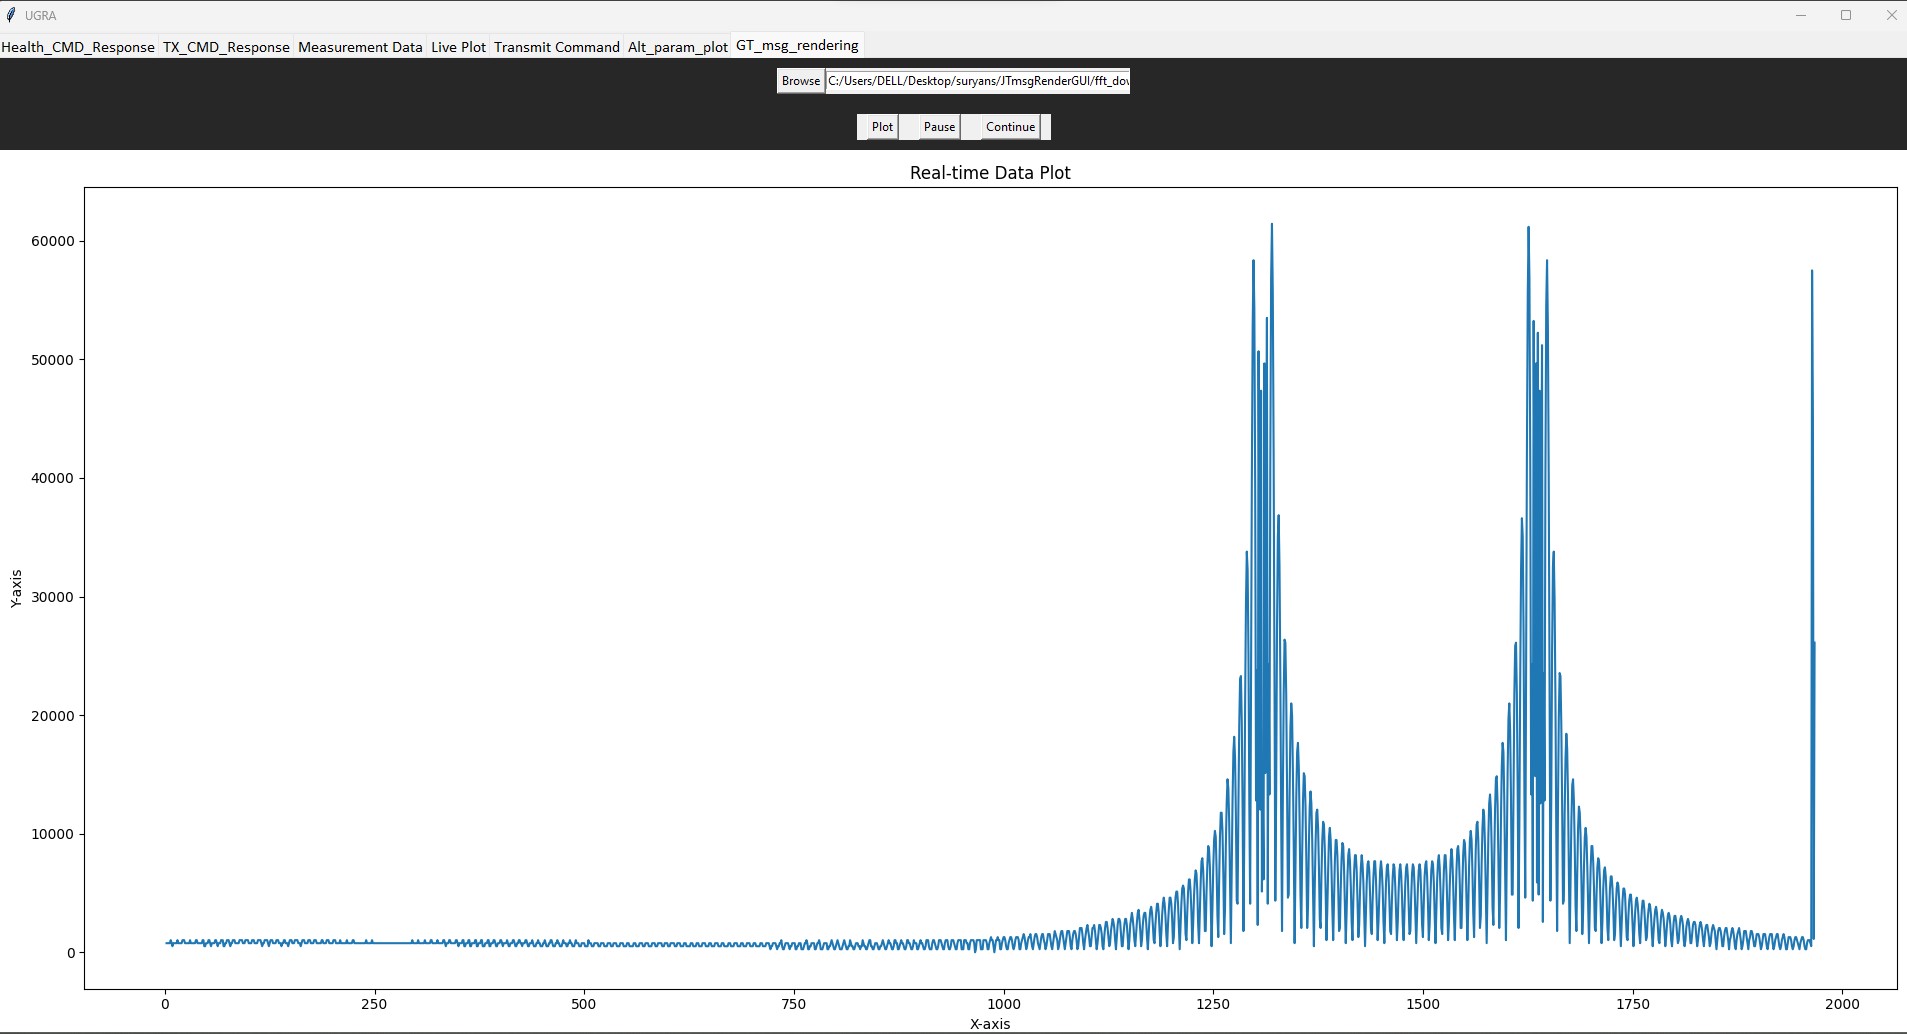 UGRA
Health_CMD_Response TX_CMD_Response Measurement Data Live Plot Transmit Command Alt_param_plot GT_msg_rendering
Browse C:/Users/DELL/Desktop/suryans/JTmsgRenderGUI/fft_do
Plot Pause Continue
Real-time Data Plot
60000
50000
40000
30000
20000
10000
0
Y-axis
0 250 500 750 1000 1250 1500 1750 2000
X-axis